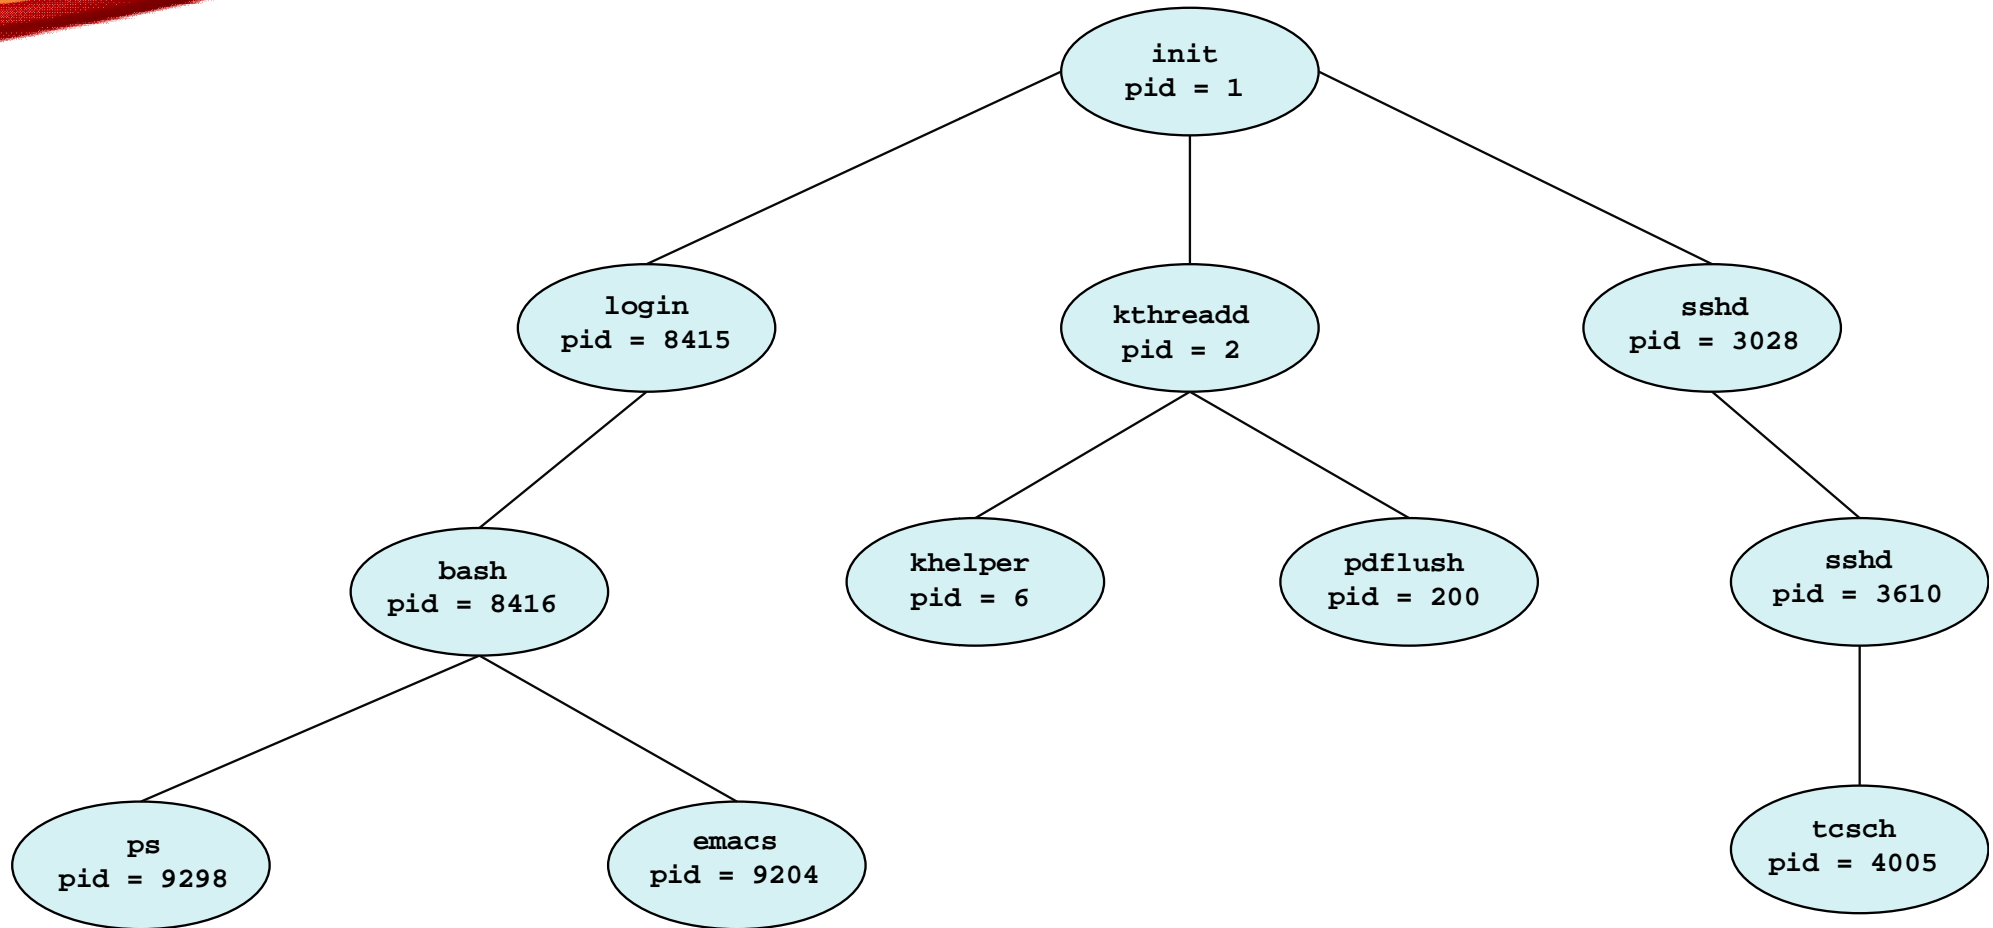 init
pid = 1
login
pid = 8415
kthreadd
pid = 2
sshd
pid = 3028
bash
pid = 8416
khelper
pid = 6
pdflush
pid = 200
sshd
pid = 3610
ps
pid = 9298
emacs
pid = 9204
tcsch
pid = 4005